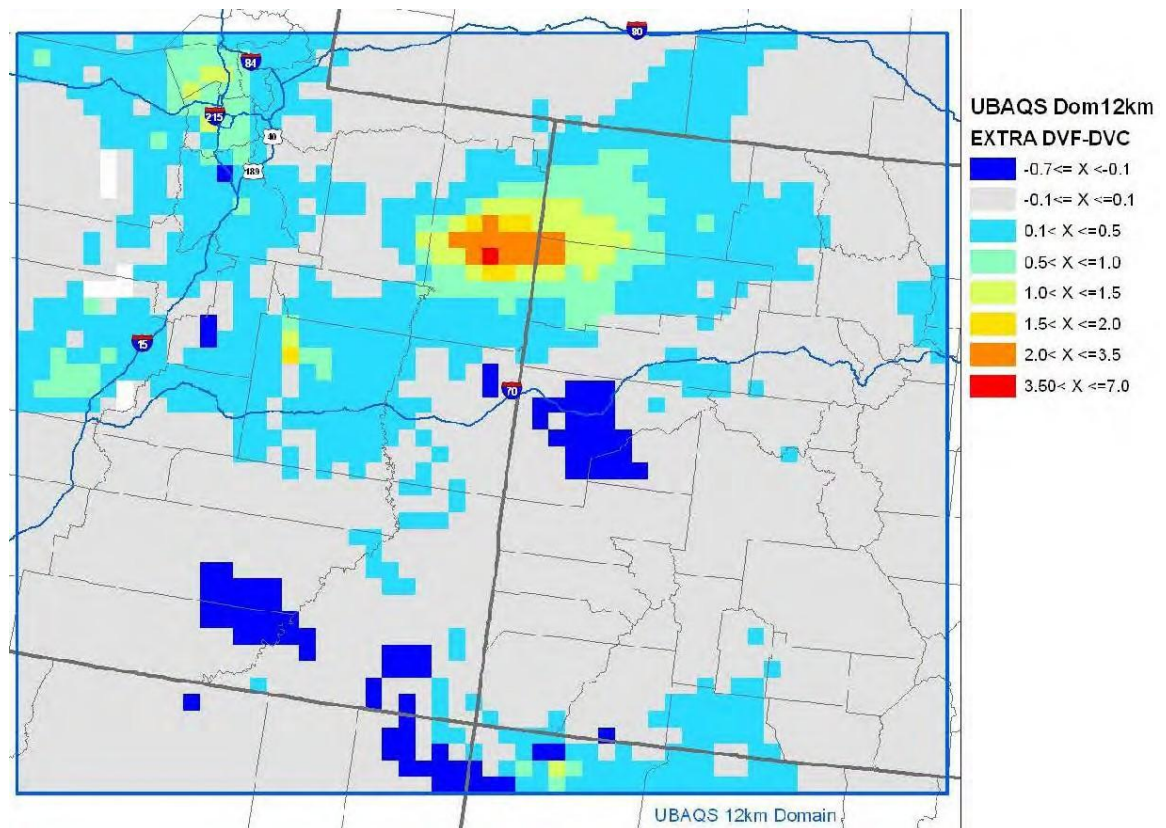 80
84
215
40
189
15
70
UBAQS Dom12km
EXTRA DVF-DVC
-0.7<= X <-0.1
-0.1<= X <=0.1
0.1< X <=0.5
0.5< X <=1.0
1.0< X <=1.5
1.5< X <=2.0
2.0< X <=3.5
3.50< X <=7.0
UBAQS 12km Domain